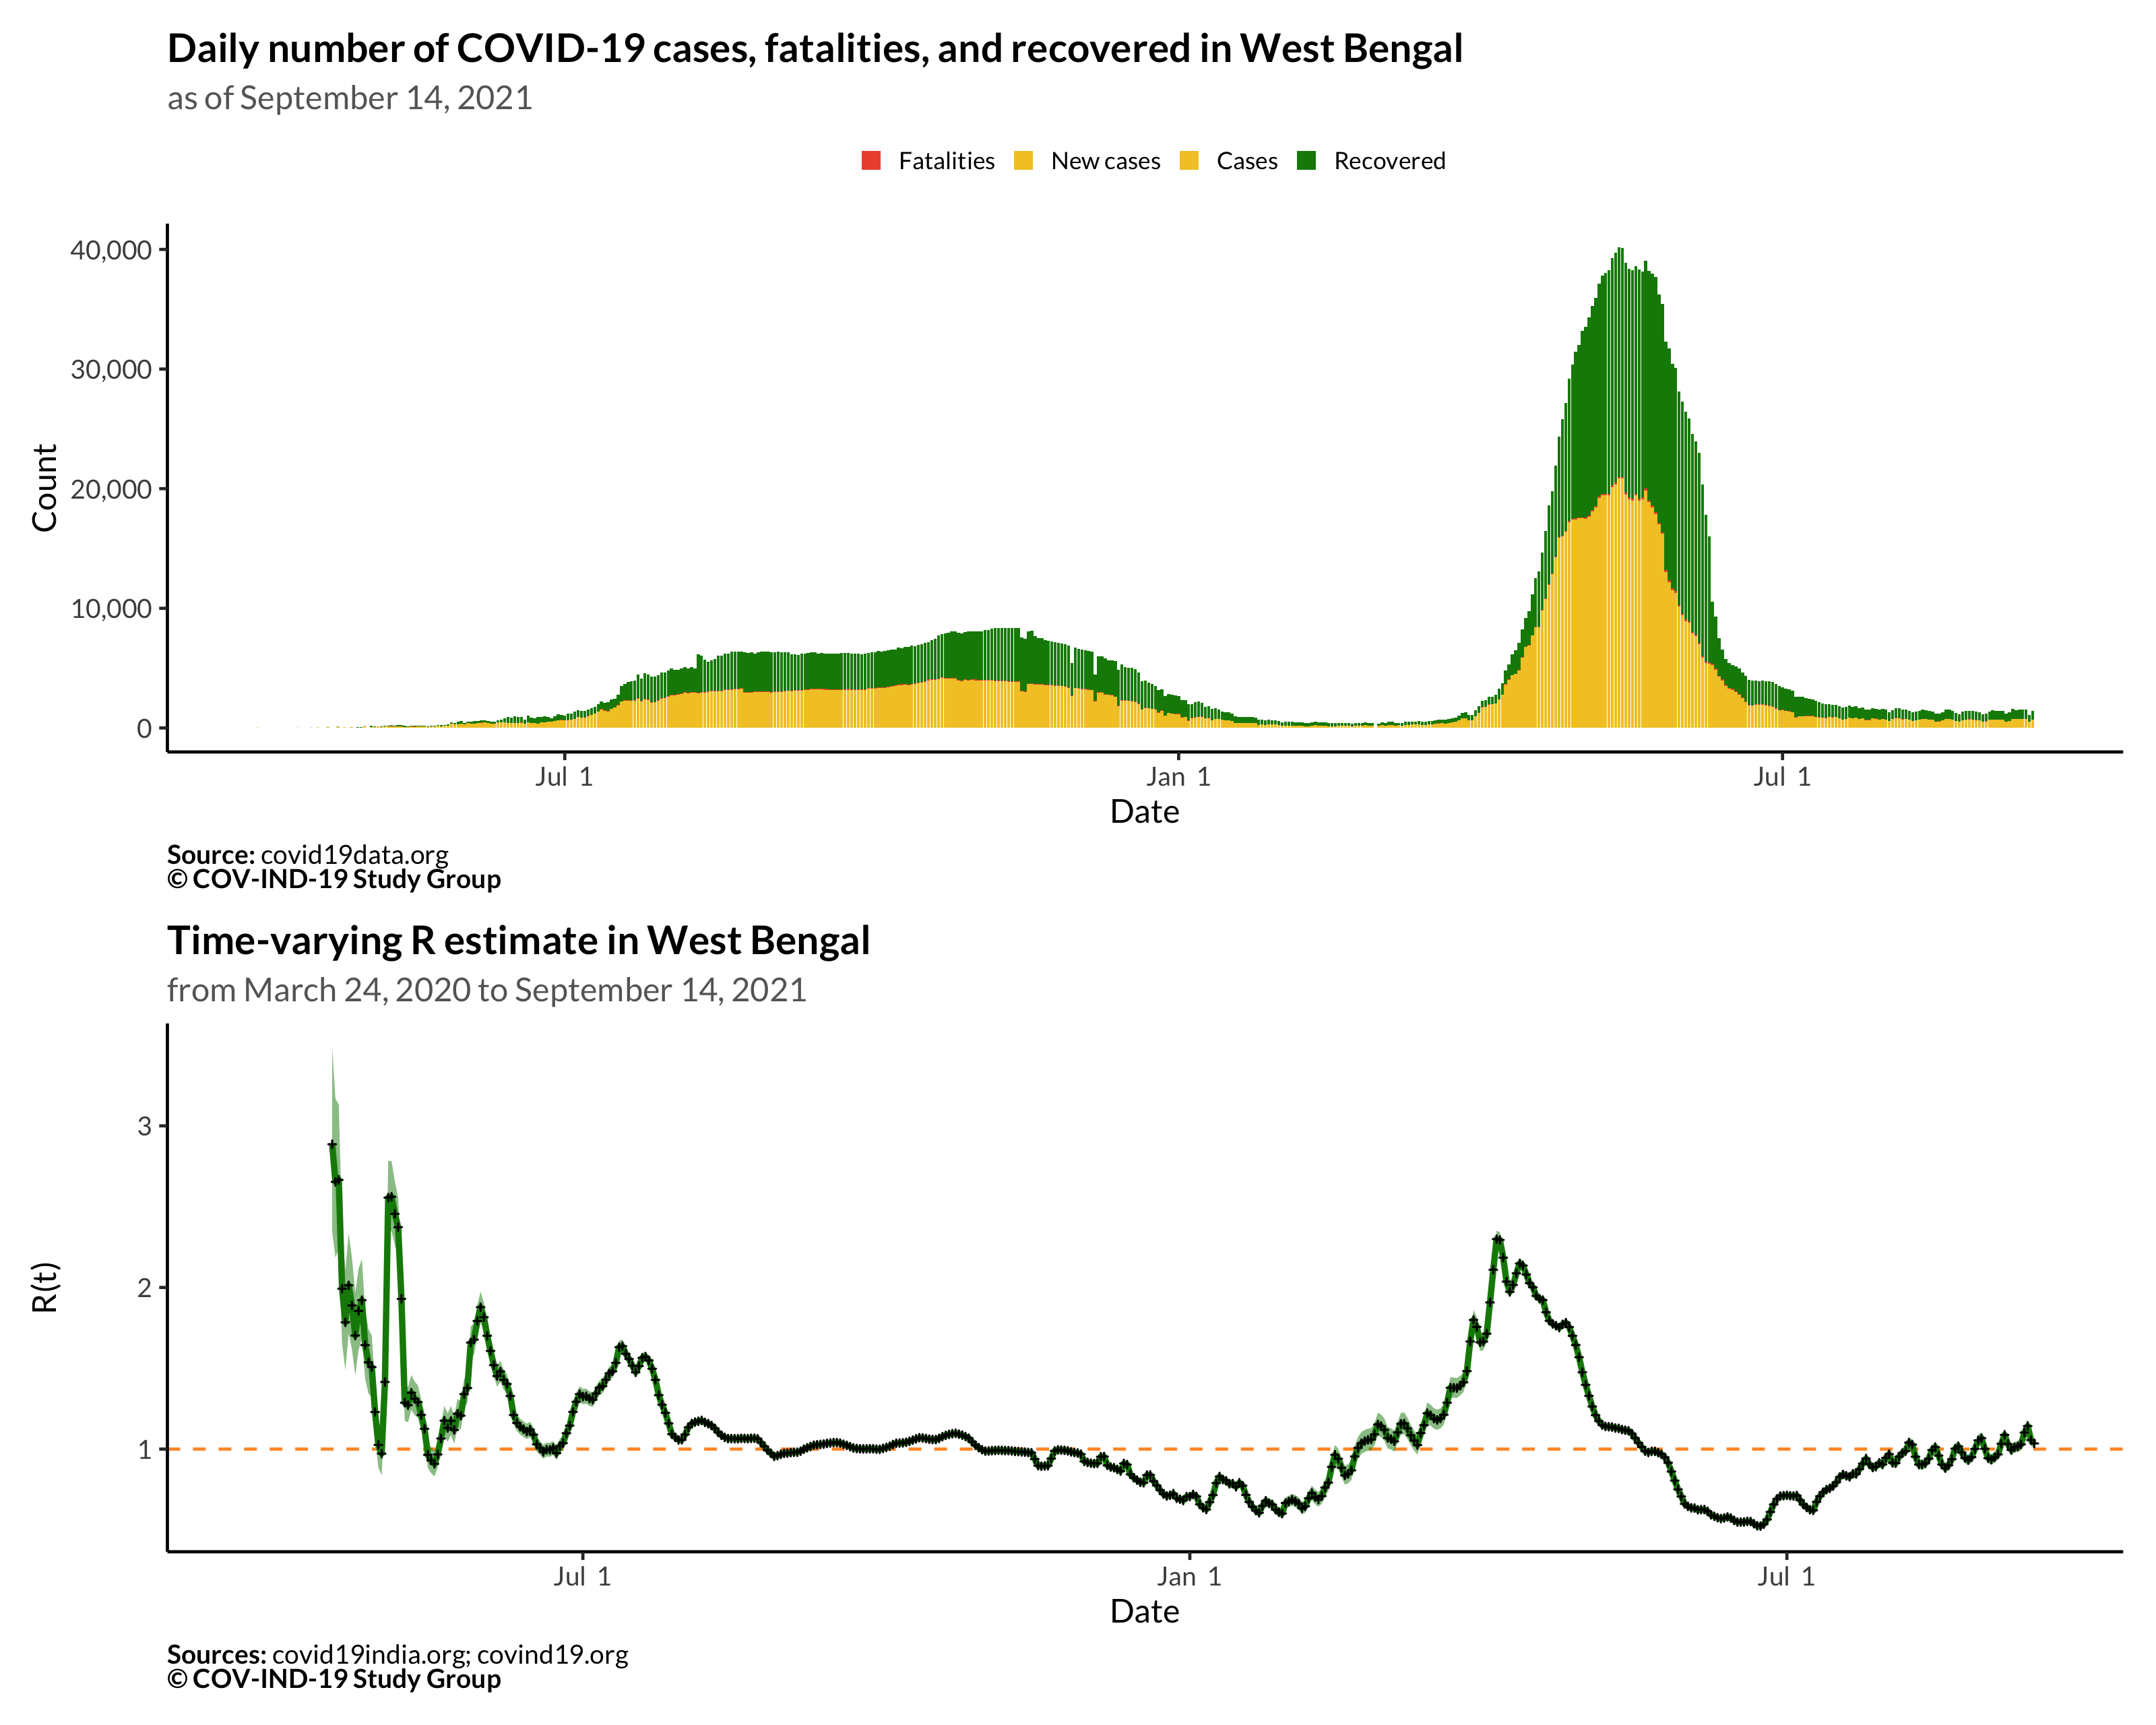 Daily number of COVID-19 cases, fatalities, and recovered in West Bengal
as of September 14, 2021
Fatalities New cases Cases Recovered
40,000
30,000
20,000
10,000
0
Count
Jul 1 Jan 1 Jul 1
Date
Source: covid19data.org
© COV-IND-19 Study Group
Time-varying R estimate in West Bengal
from March 24, 2020 to September 14, 2021
3
2
1
R(t)
Jul 1 Jan 1 Jul 1
Date
Sources: covid19india.org; covind19.org
© COV-IND-19 Study Group